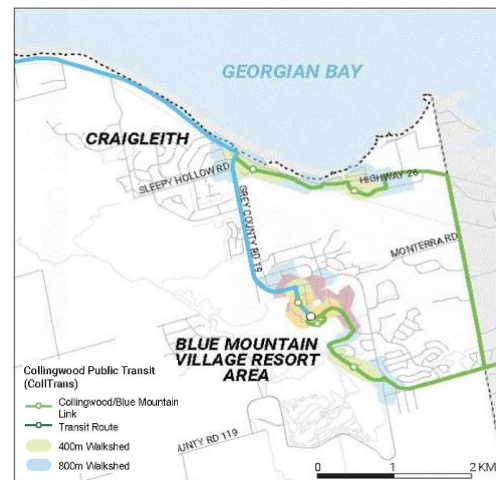 GEORGIAN BAY
CRAIGLEITH
SLEEPY HOLLOW RD
HIGHWAY 26
GREY COUNTY RD 19
MONTERRA RD
BLUE MOUNTAIN
VILLAGE RESORT
AREA
Collingwood Public Transit
(CollTrans)
Collingwood/Blue Mountain
Link
Transit Route
400m Walkshed
800m Walkshed
UNTY RD 119
0 1 2 KM